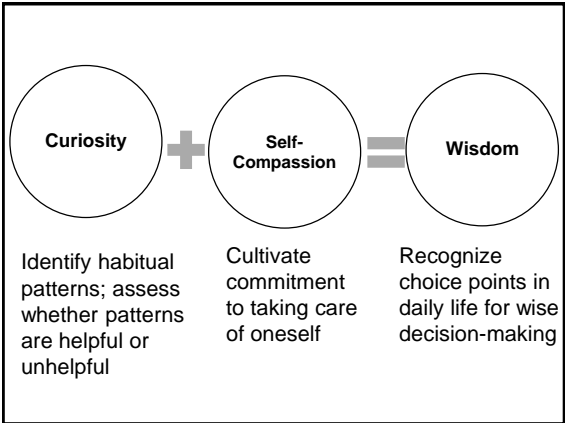 Curiosity
Self-
Compassion
Wisdom
Identify habitual
patterns; assess
whether patterns
are helpful or
unhelpful
Cultivate
commitment
to taking care
of oneself
Recognize
choice points in
daily life for wise
decision-making